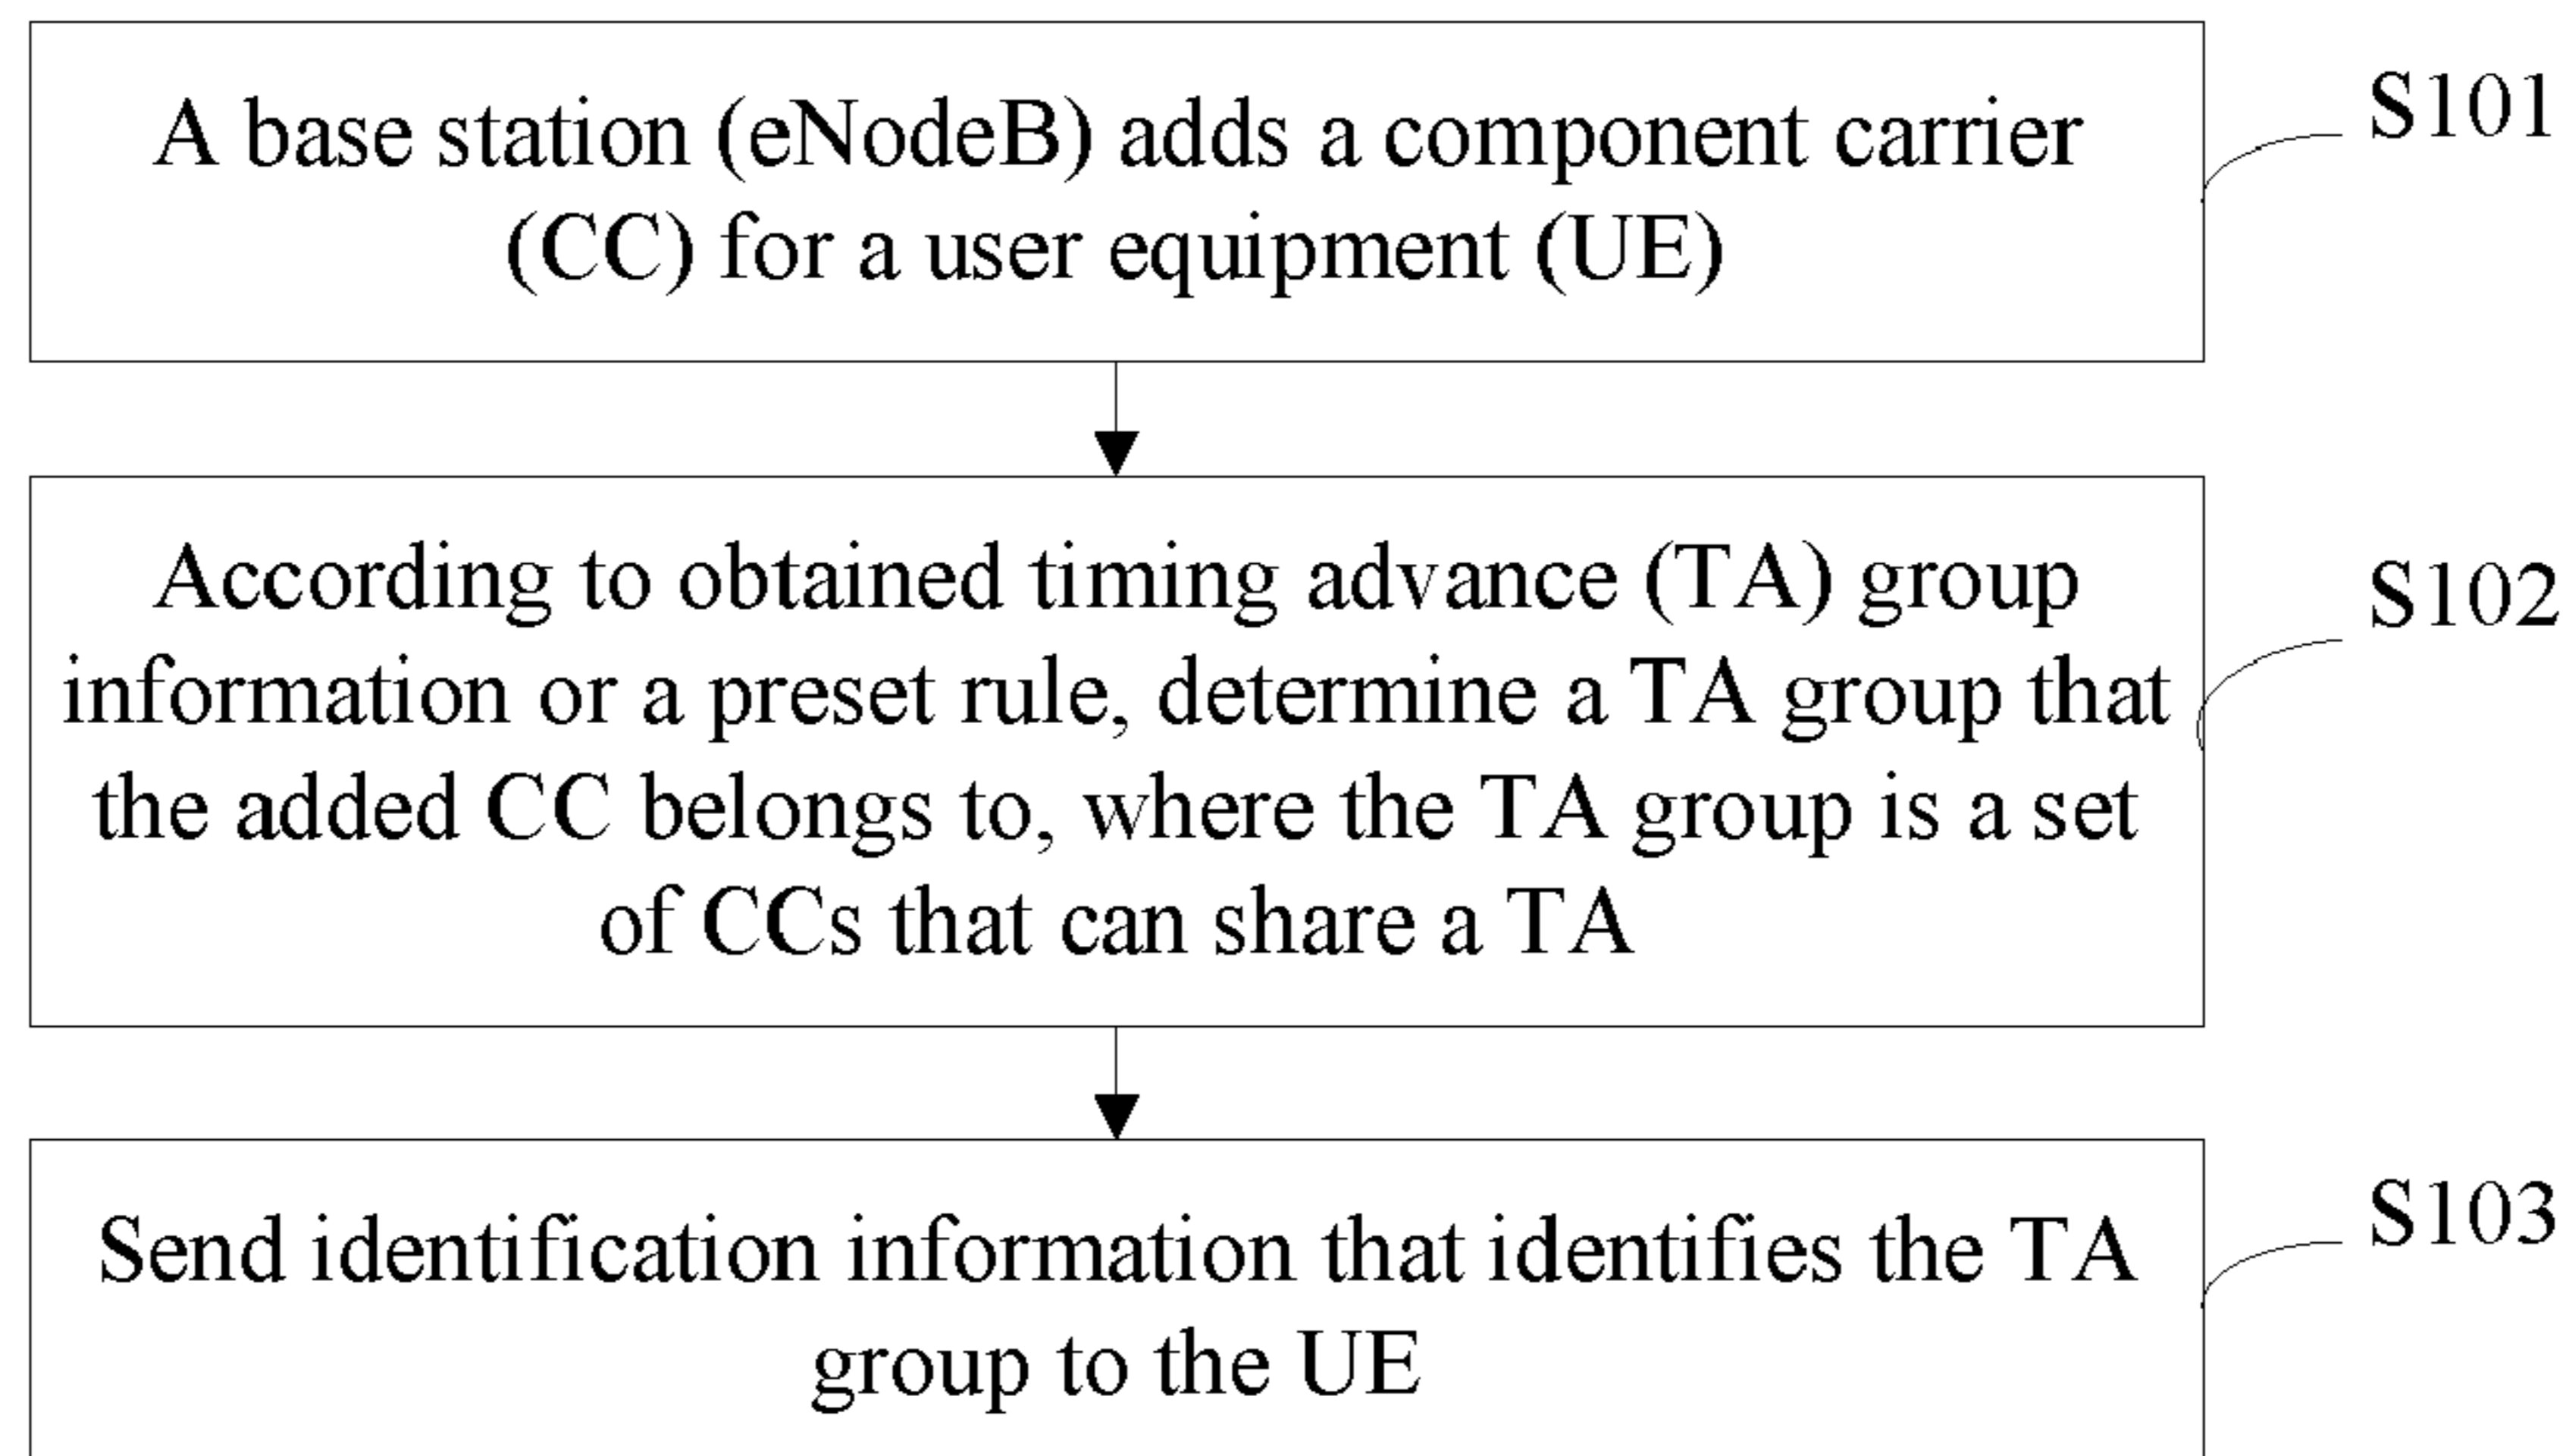 A base station (eNodeB) adds a component carrier
(CC) for a user equipment (UE)
S101
According to obtained timing advance (TA) group
information or a preset rule, determine a TA group that
the added CC belongs to, where the TA group is a set
of CCs that can share a TA
S102
Send identification information that identifies the TA
group to the UE
S103